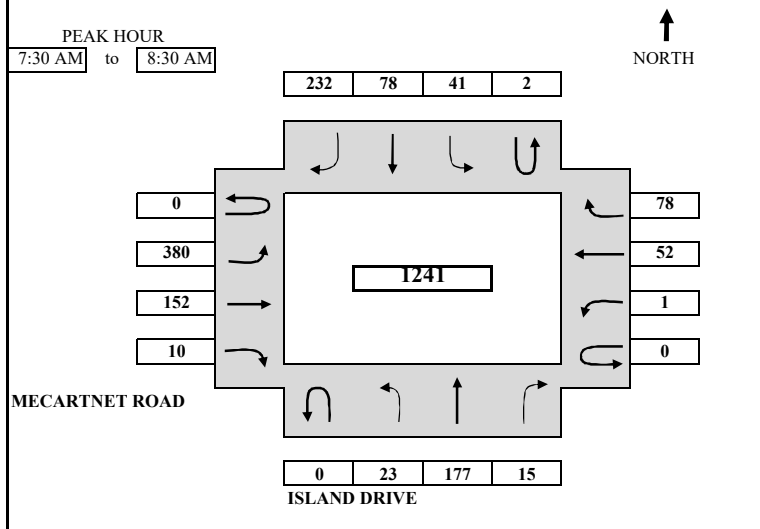 PEAK HOUR
7:30 AM to 8:30 AM
NORTH
232 78 41 2
0 78
380 52
1241
152 1
10 0
MECARTNET ROAD
0 23 177 15
ISLAND DRIVE